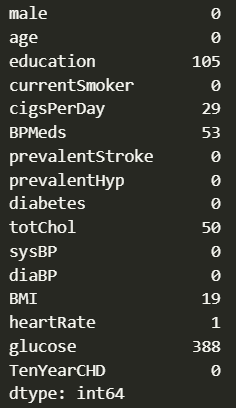 male 0
age 0
education 105
currentSmoker 0
cigsPerDay 29
BPMeds 53
prevalentStroke 0
prevalentHyp 0
diabetes 0
totChol 50
sysBP 0
diaBP 0
BMI 19
heartRate 1
glucose 388
TenYearCHD 0
dtype: int64